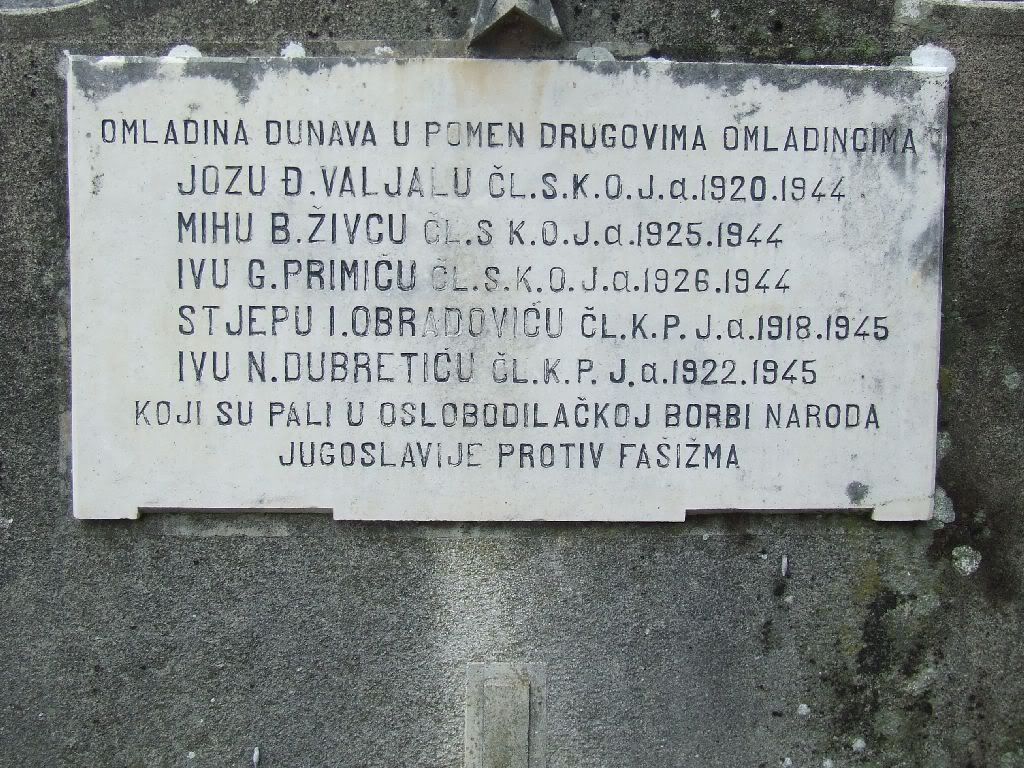 OMLADINA DUNAVA U POMEN DRUGOVIMA OMLADINCIMA
JOZU Đ. VALJALU ČL.S.K.O.J.a.1920.1944
MIHU B.ŽIVCU ČL.S K.O.J.a.1925.1944
IVU G.PRIMIĆU ČL.S.K.O.J.a.1926.1944
STJEPU I.OBRADOVIĆU ČL.K.P.J.a.1918.1945
IVU N.DUBRETIĆU ČL.K.P.J.a.1922.1945
KOJI SU PALI U OSLOBODILAČKOJ BORBI NARODA
JUGOSLAVIJE PROTIV FAŠIŽMA